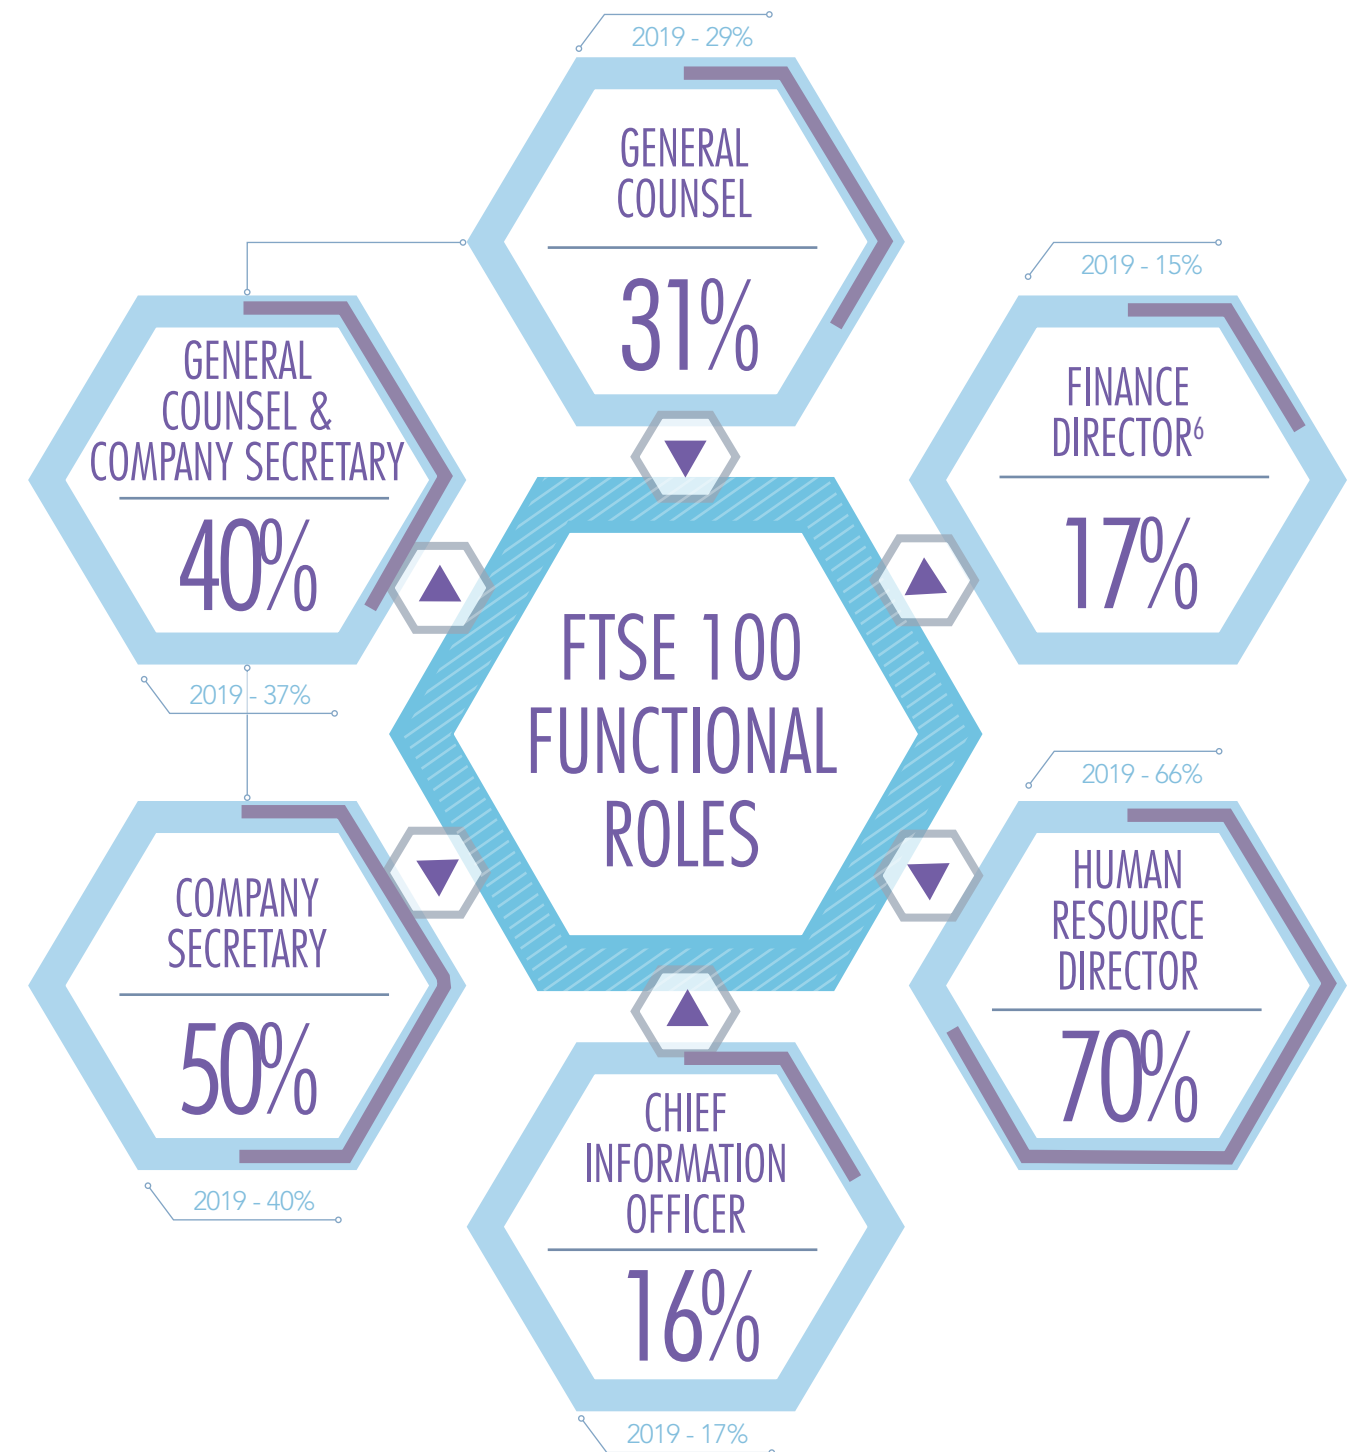 2019 - 29%
GENERAL
COUNSEL
31%
2019 - 15%
FINANCE
DIRECTOR6
17%
GENERAL
COUNSEL &
COMPANY SECRETARY
40%
2019 - 37%
FTSE 100
FUNCTIONAL
ROLES
2019 - 66%
HUMAN
RESOURCE
DIRECTOR
70%
COMPANY
SECRETARY
50%
2019 - 40%
CHIEF
INFORMATION
OFFICER
16%
2019 - 17%